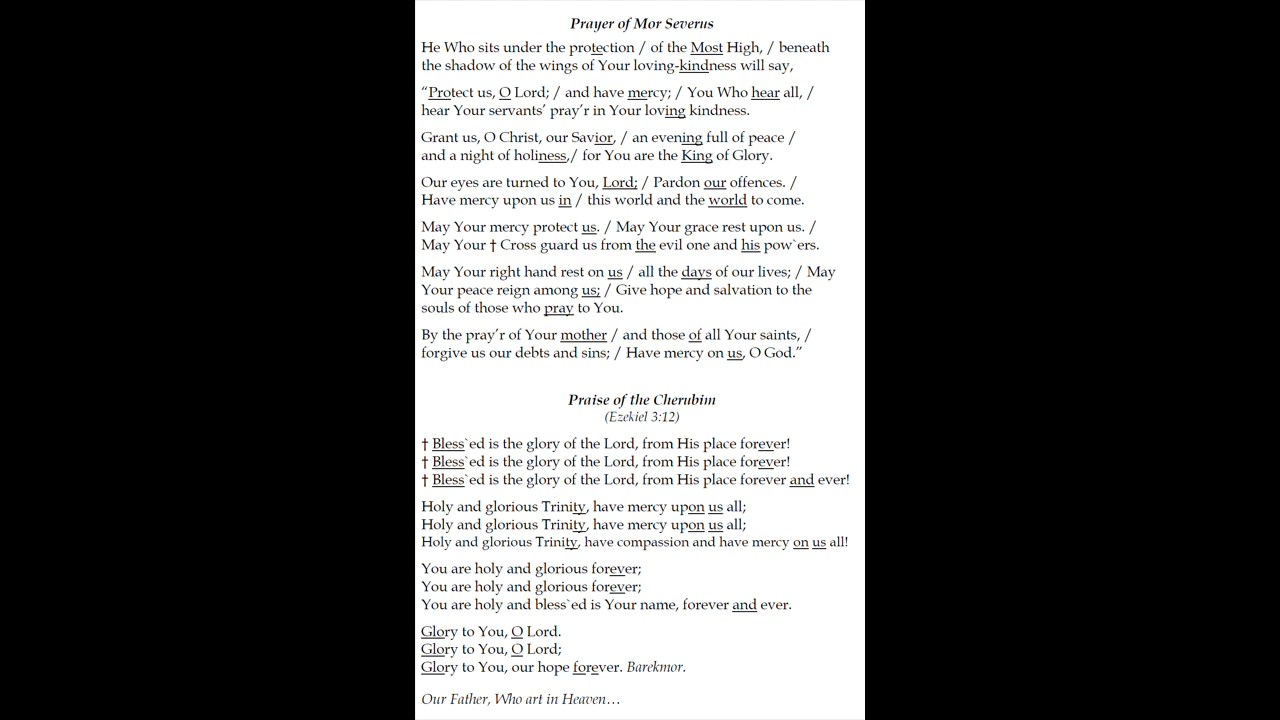 Prayer of Mor Severus
He Who sits under the protection / of the Most High, / beneath
the shadow of the wings of Your loving-kindness will say,
“Protect us, O Lord; / and have mercy; / You Who hear all, /
hear Your servants’ pray’r in Your loving kindness.
Grant us, O Christ, our Savior, / an evening full of peace /
and a night of holiness,/ for You are the King of Glory.
Our eyes are turned to You, Lord; / Pardon our offences. /
Have mercy upon us in / this world and the world to come.
May Your mercy protect us. / May Your grace rest upon us. /
May Your † Cross guard us from the evil one and his pow`ers.
May Your right hand rest on us / all the days of our lives; / May
Your peace reign among us; / Give hope and salvation to the
souls of those who pray to You.
By the pray’r of Your mother / and those of all Your saints, /
forgive us our debts and sins; / Have mercy on us, O God.”
Praise of the Cherubim
(Ezekiel 3:12)
† Bless`ed is the glory of the Lord, from His place forever!
† Bless`ed is the glory of the Lord, from His place forever!
† Bless`ed is the glory of the Lord, from His place forever and ever!
Holy and glorious Trinity, have mercy upon us all;
Holy and glorious Trinity, have mercy upon us all;
Holy and glorious Trinity, have compassion and have mercy on us all!
You are holy and glorious forever;
You are holy and glorious forever;
You are holy and bless`ed is Your name, forever and ever.
Glory to You, O Lord.
Glory to You, O Lord;
Glory to You, our hope forever. Barekmor.
Our Father, Who art in Heaven…